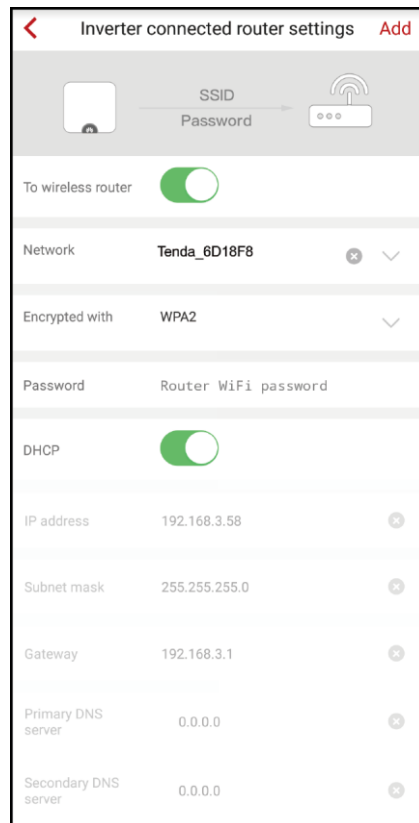 Inverter connected router settings Add
SSID
Password
To wireless router
Network Tenda_6D18F8
Encrypted with WPA2
Password Router WiFi password
DHCP
IP address 192.168.3.58
Subnet mask 255.255.255.0
Gateway 192.168.3.1
Primary DNS
server 0.0.0.0
Secondary DNS
server 0.0.0.0